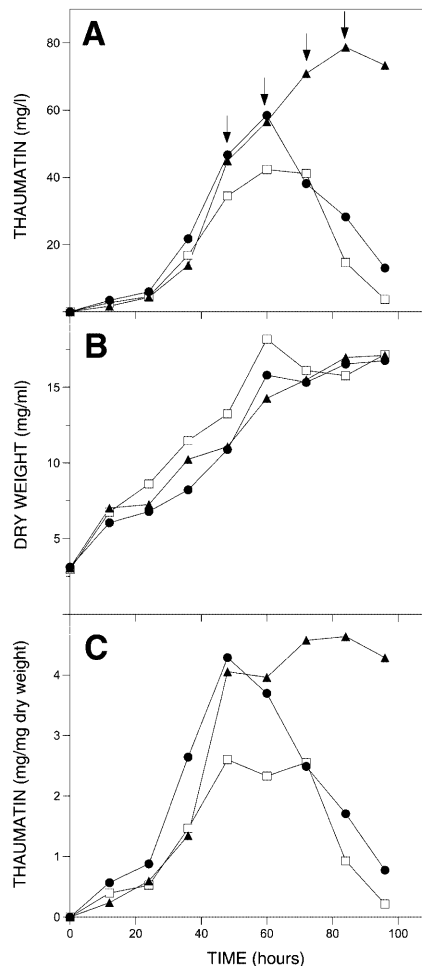 A
THAUMATIN (mg/l)
80
60
40
20
B
DRY WEIGHT (mg/ml)
15
10
5
C
THAUMATIN (mg/mg dry weight)
4
3
2
1
0
0 20 40 60 80 100
TIME (hours)